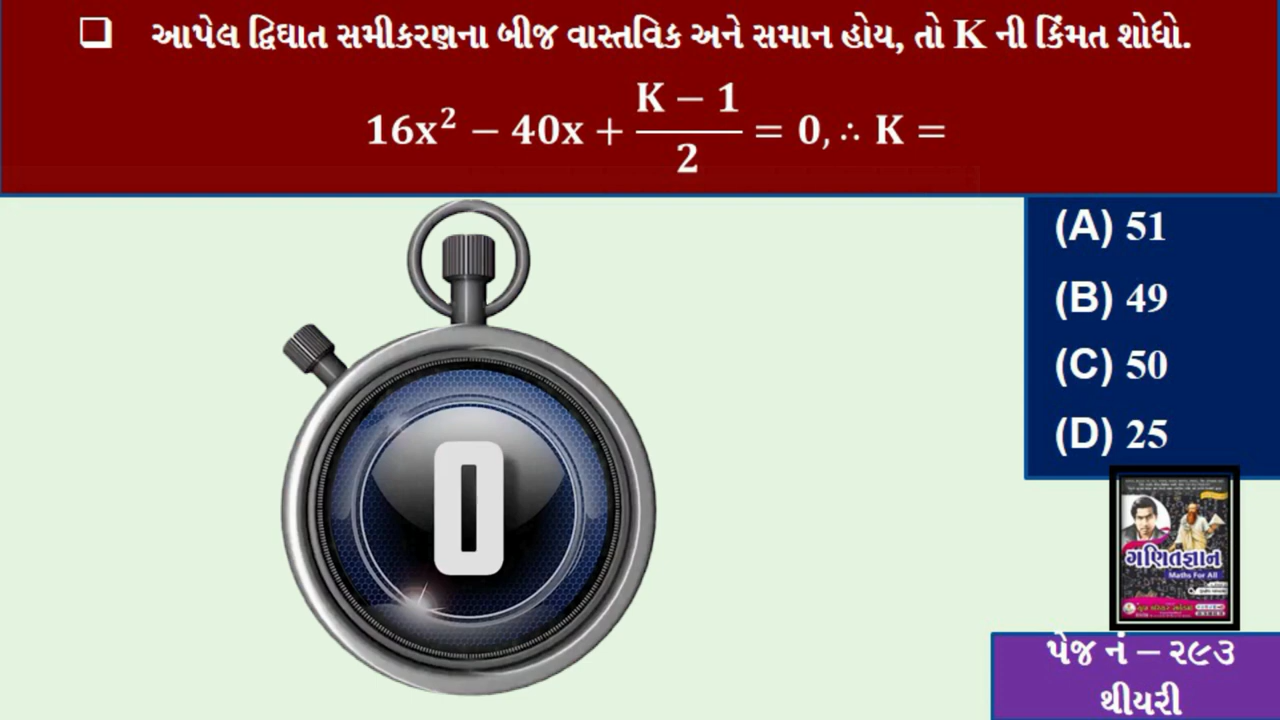 ❑ આપેલ દ્વિઘાત સમીકરણના બીજ વાસ્તવિક અને સમાન હોય, તો K ની કિંમત શોધો.
16x² − 40x + (K − 1)/2 = 0, ∴ K =
(A) 51
(B) 49
(C) 50
(D) 25
0
ગણિતજ્ઞાન
Maths For All
પેજ નં – ૨૯૩
થીયરી